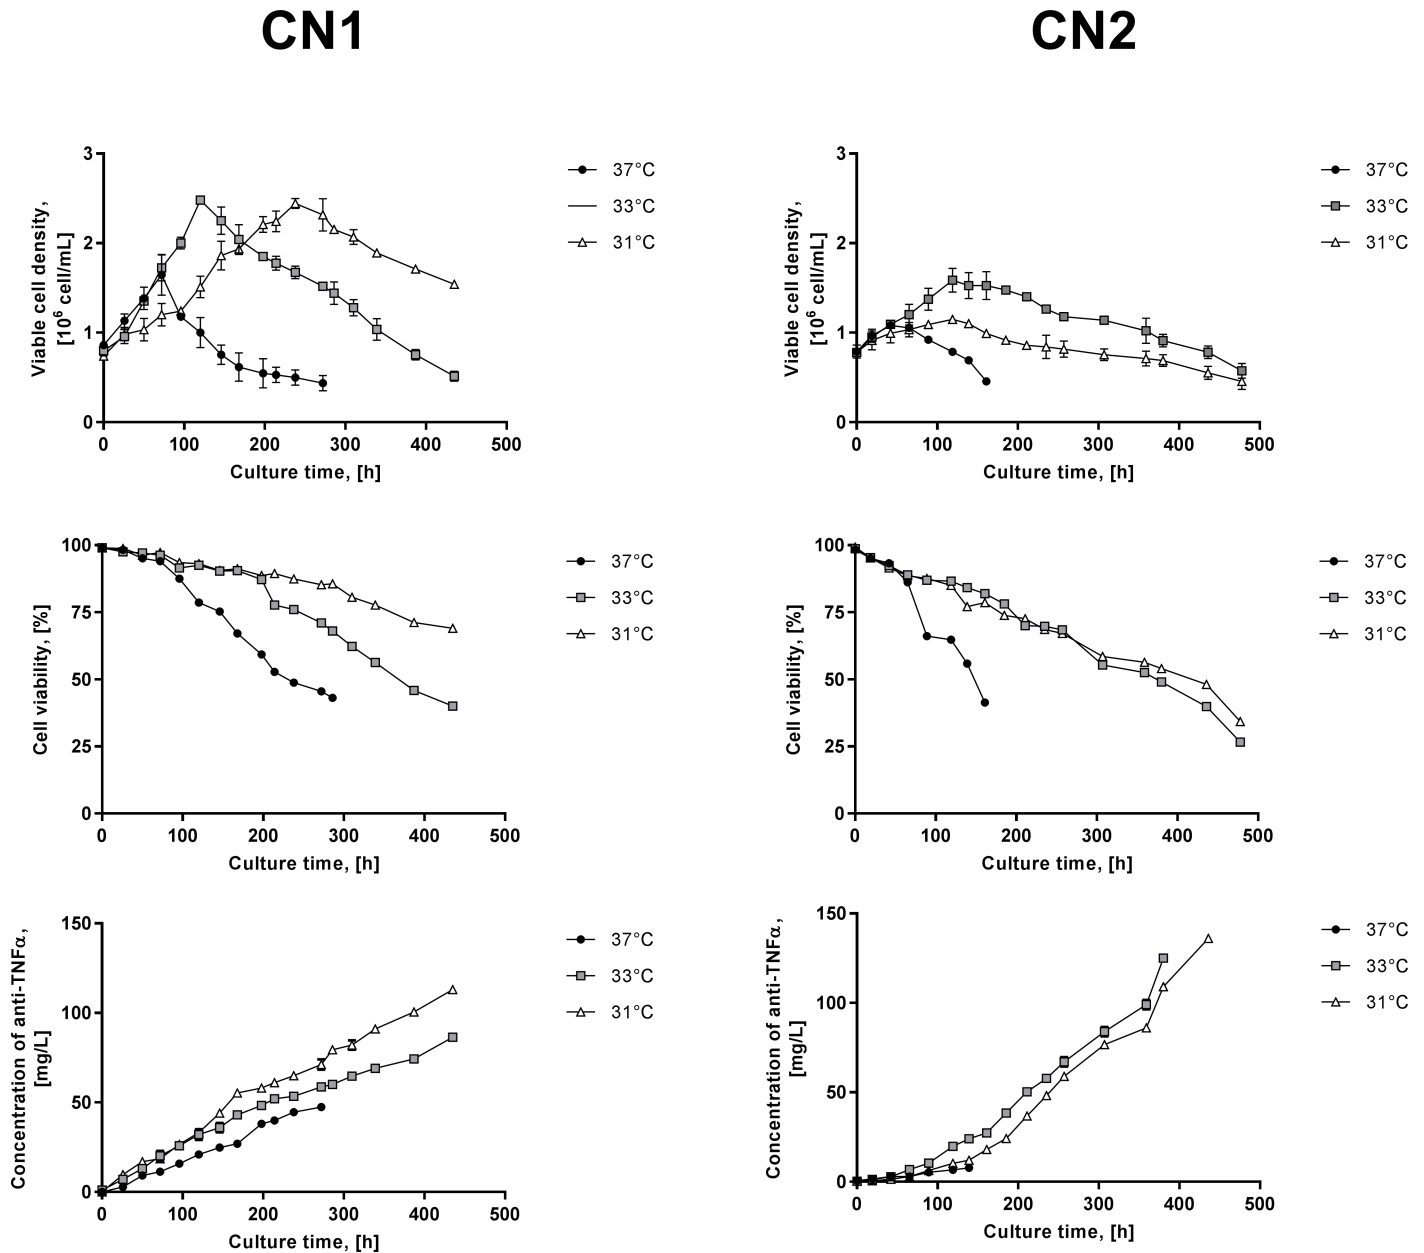 CN1
CN2
Viable cell density,
[10⁶ cell/mL]
3
2
1
0
0 100 200 300 400 500
Culture time, [h]
37°C
33°C
31°C
Viable cell density,
[10⁶ cell/mL]
3
2
1
0
0 100 200 300 400 500
Culture time, [h]
37°C
33°C
31°C
Cell viability, [%]
100
75
50
25
0
0 100 200 300 400 500
Culture time, [h]
37°C
33°C
31°C
Cell viability, [%]
100
75
50
25
0
0 100 200 300 400 500
Culture time, [h]
37°C
33°C
31°C
Concentration of anti-TNFα,
[mg/L]
150
100
50
0
0 100 200 300 400 500
Culture time, [h]
37°C
33°C
31°C
Concentration of anti-TNFα,
[mg/L]
150
100
50
0
0 100 200 300 400 500
Culture time, [h]
37°C
33°C
31°C